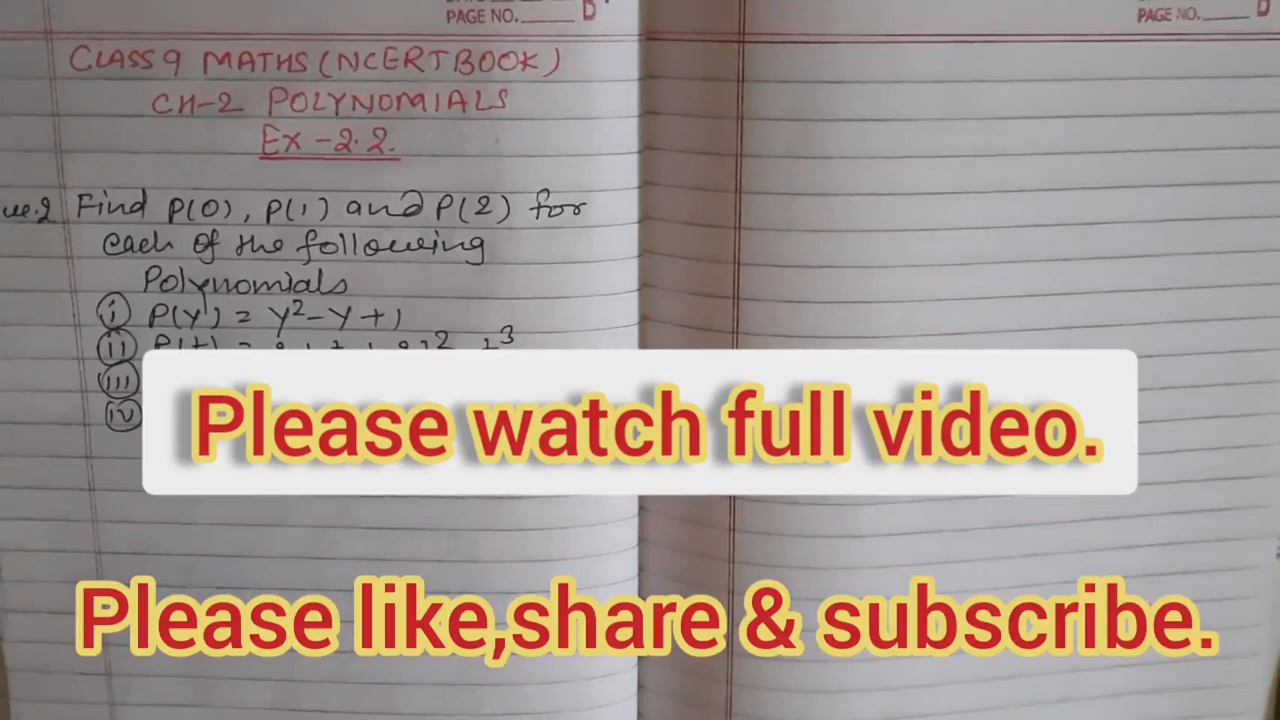 PAGE NO.
PAGE NO.
CLASS 9 MATHS (NCERT BOOK)
CH-2 POLYNOMIALS
Ex-2.2.
ue.2 Find P(0), P(1) and P(2) for
each of the following
Polynomials
(i) P(y) = y²-y+1
(ii)
(iii)
(iv)
Please watch full video.
Please like,share & subscribe.